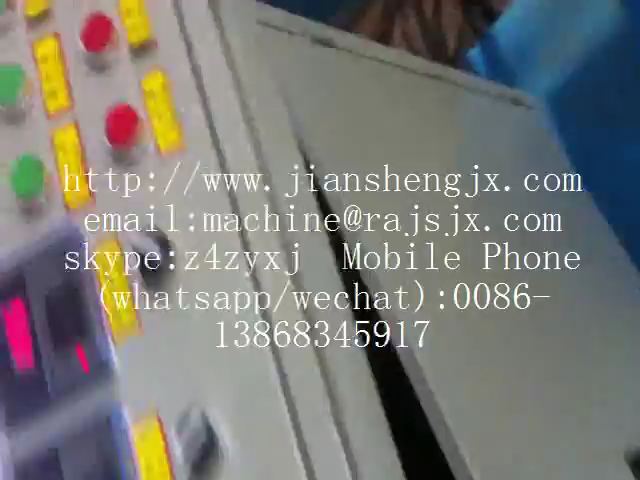 http://www.jianshengjx.com
email:machine@rajsjx.com
skype:z4zyxj  Mobile Phone
(whatsapp/wechat):0086-
13868345917